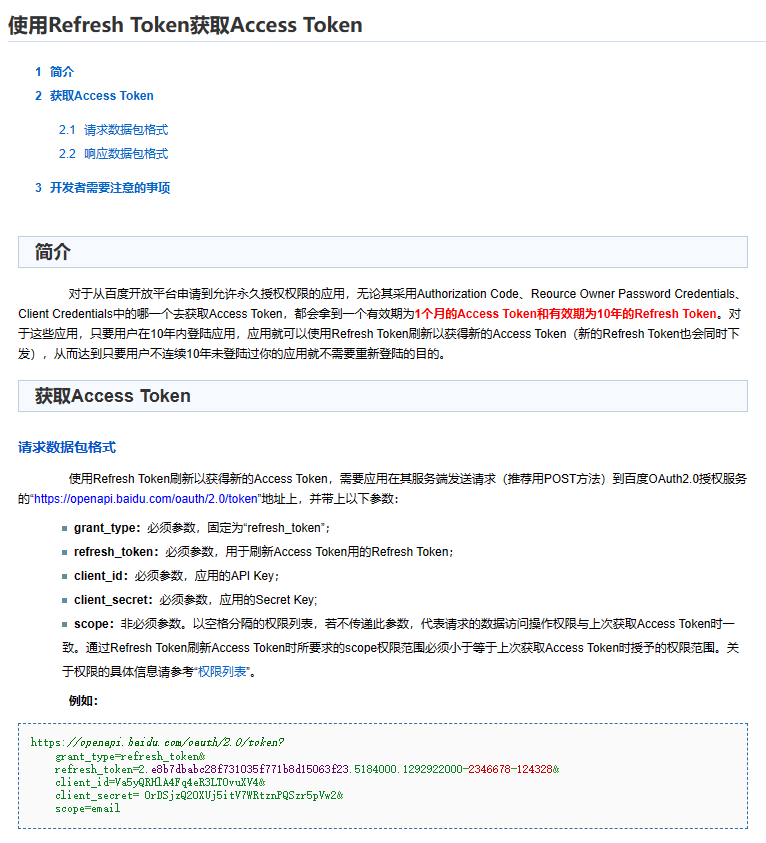 使用Refresh Token获取Access Token
1 简介
2 获取Access Token
2.1 请求数据包格式
2.2 响应数据包格式
3 开发者需要注意的事项
简介
对于从百度开放平台申请到允许永久授权权限的应用，无论其采用Authorization Code、Reource Owner Password Credentials、
Client Credentials中的哪一个去获取Access Token，都会拿到一个有效期为1个月的Access Token和有效期为10年的Refresh Token。对
于这些应用，只要用户在10年内登陆应用，应用就可以使用Refresh Token刷新以获得新的Access Token（新的Refresh Token也会同时下
发），从而达到只要用户不连续10年未登陆过你的应用就不需要重新登陆的目的。
获取Access Token
请求数据包格式
使用Refresh Token刷新以获得新的Access Token，需要应用在其服务端发送请求（推荐用POST方法）到百度OAuth2.0授权服务
的“https://openapi.baidu.com/oauth/2.0/token”地址上，并带上以下参数：
grant_type：必须参数，固定为“refresh_token”；
refresh_token：必须参数，用于刷新Access Token用的Refresh Token；
client_id：必须参数，应用的API Key；
client_secret：必须参数，应用的Secret Key;
scope：非必须参数。以空格分隔的权限列表，若不传递此参数，代表请求的数据访问操作权限与上次获取Access Token时一
致。通过Refresh Token刷新Access Token时所要求的scope权限范围必须小于等于上次获取Access Token时授予的权限范围。关
于权限的具体信息请参考“权限列表”。
例如：
https://openapi.baidu.com/oauth/2.0/token?
grant_type=refresh_token&
refresh_token=2.e8b7dbabc28f731035f771b8d15063f23.5184000.1292922000-2346678-124328&
client_id=Va5yQRHlA4Fq4eR3LT0vuXV4&
client_secret= 0rDSjzQ20XUj5itV7WRtznPQSzr5pVw2&
scope=email